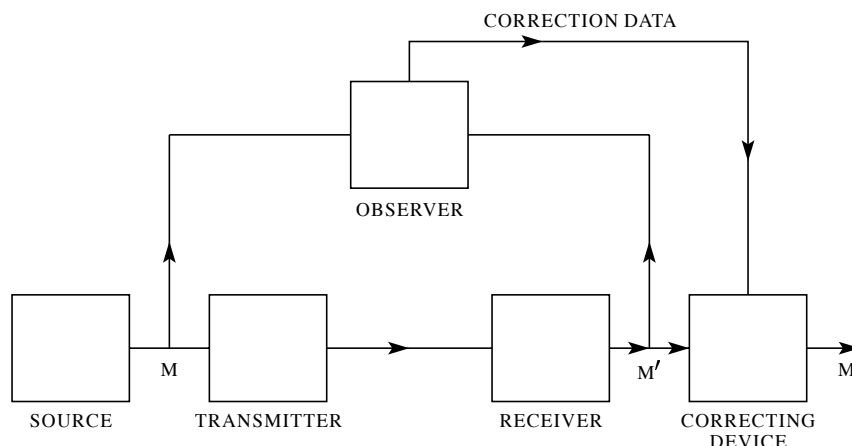 CORRECTION DATA
OBSERVER
M
M′
M
SOURCE
TRANSMITTER
RECEIVER
CORRECTING
DEVICE